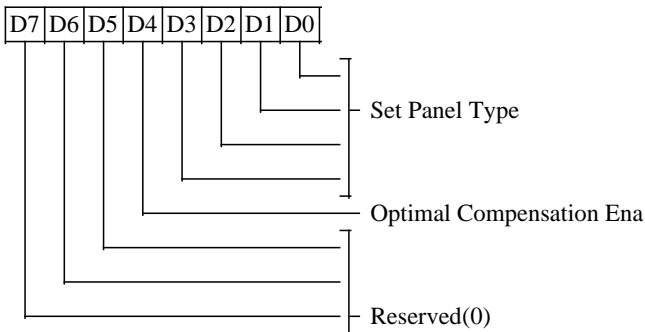 D7 D6 D5 D4 D3 D2 D1 D0
Set Panel Type
Optimal Compensation Ena
Reserved(0)